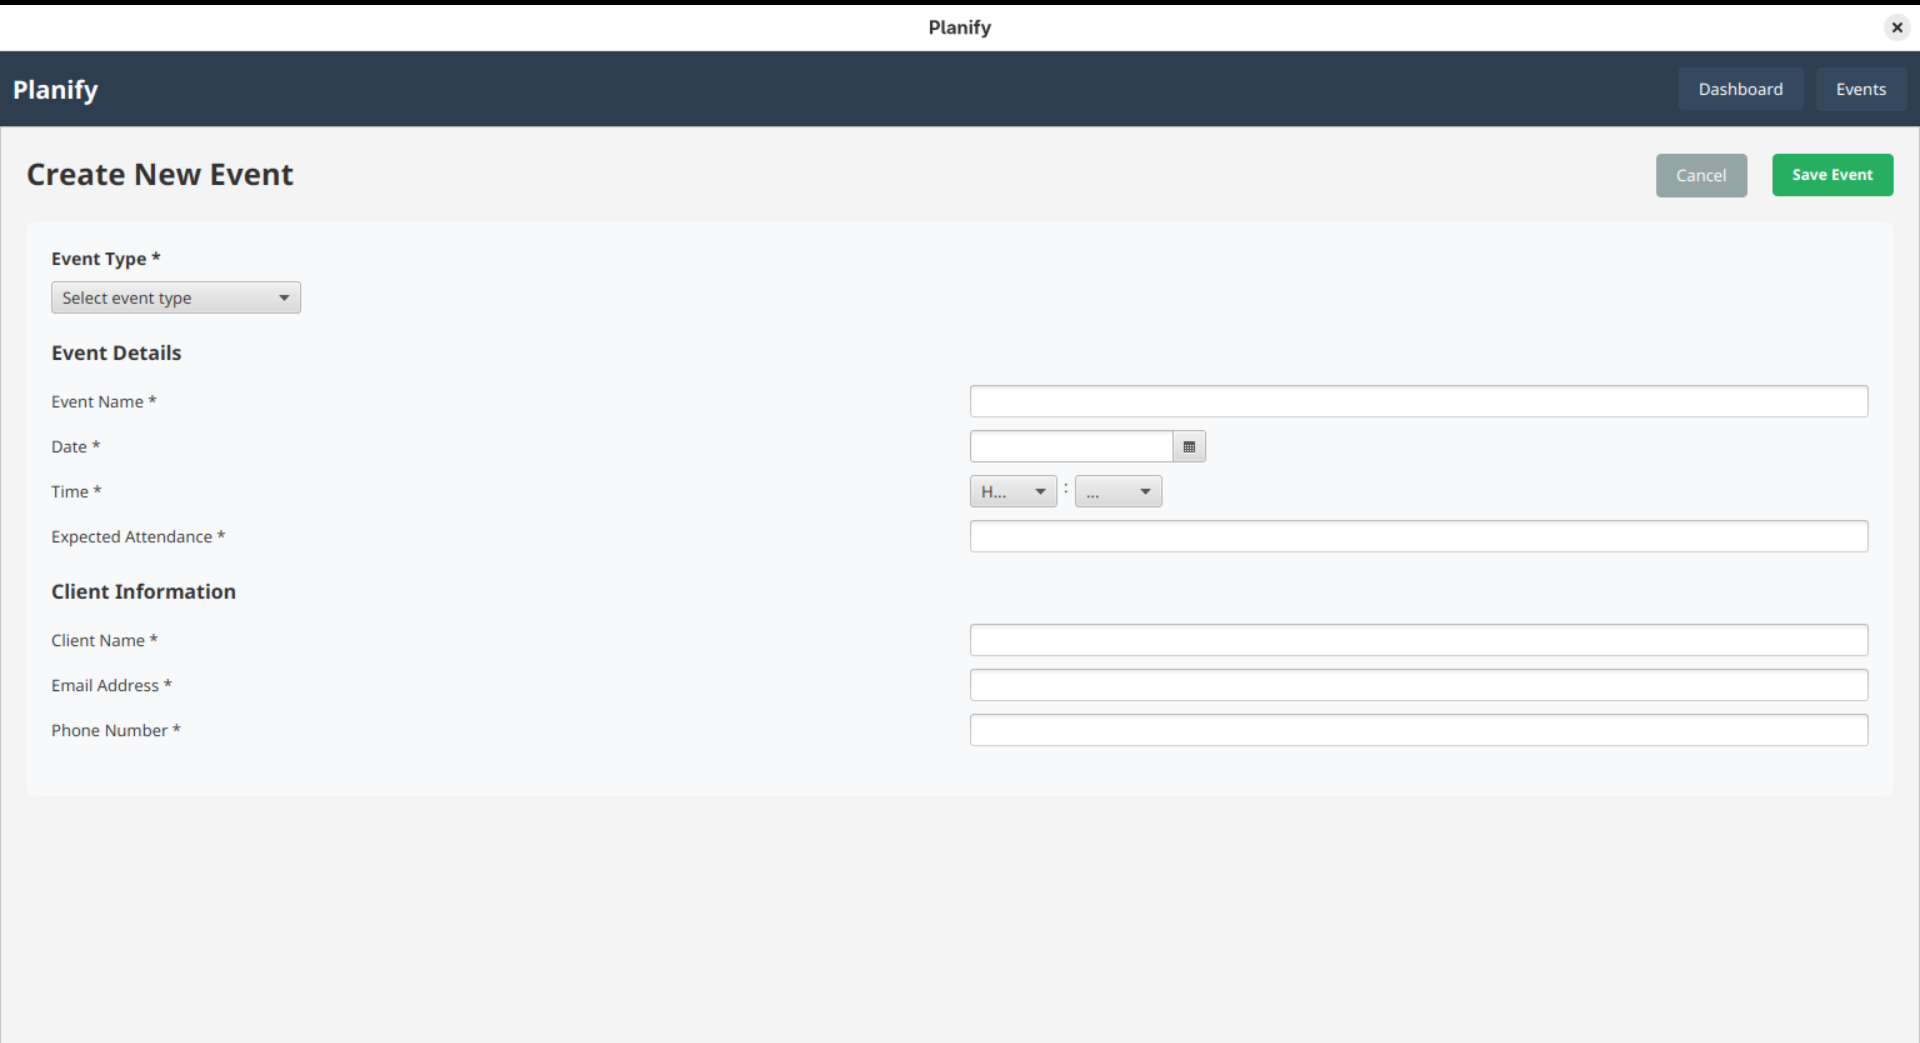 Planify
Planify
Dashboard
Events
Create New Event
Cancel
Save Event
Event Type *
Select event type
Event Details
Event Name *
Date *
Time *
H...
:
...
Expected Attendance *
Client Information
Client Name *
Email Address *
Phone Number *